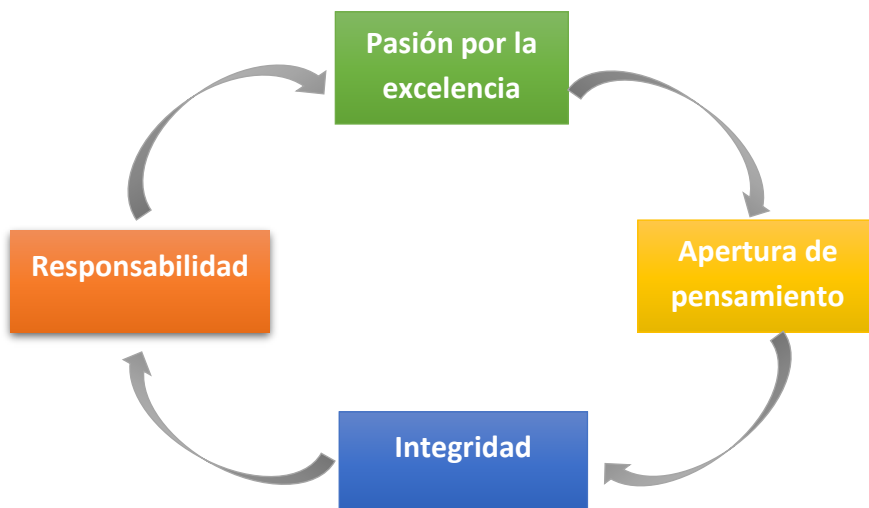 Pasión por la
excelencia
Apertura de
pensamiento
Integridad
Responsabilidad